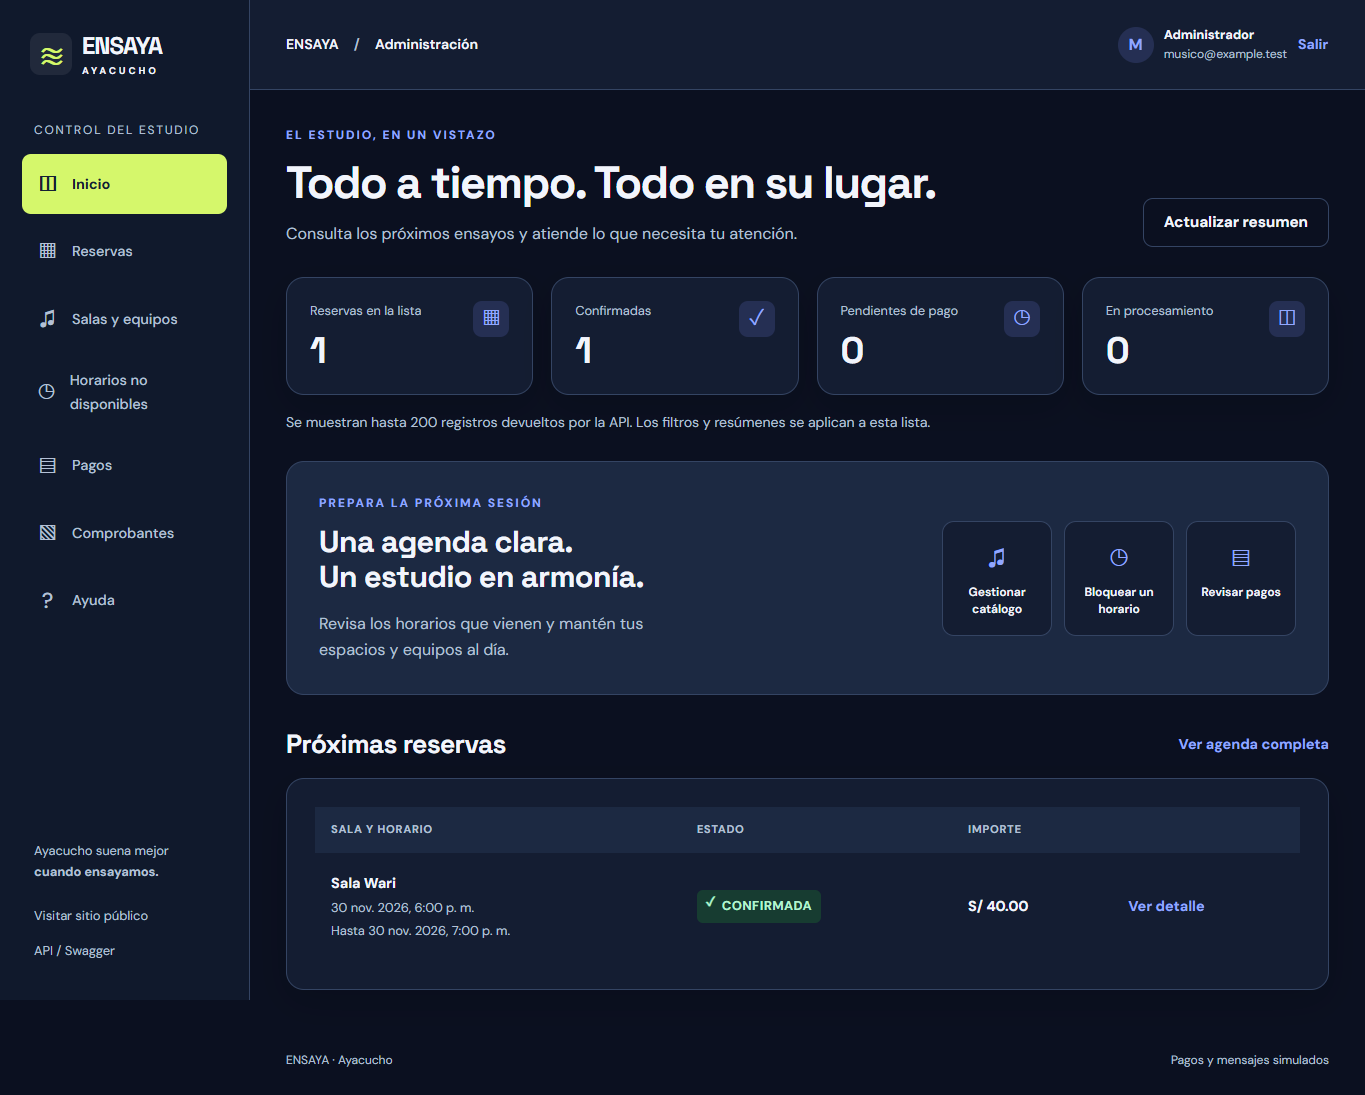 ENSAYA
AYACUCHO
CONTROL DEL ESTUDIO
Inicio
Reservas
Salas y equipos
Horarios no
disponibles
Pagos
Comprobantes
? Ayuda
Ayacucho suena mejor
cuando ensayamos.
Visitar sitio público
API / Swagger
ENSAYA / Administración
M
Administrador
musico@example.test
Salir
EL ESTUDIO, EN UN VISTAZO
Todo a tiempo. Todo en su lugar.
Consulta los próximos ensayos y atiende lo que necesita tu atención.
Actualizar resumen
Reservas en la lista
1
Confirmadas
1
Pendientes de pago
0
En procesamiento
0
Se muestran hasta 200 registros devueltos por la API. Los filtros y resúmenes se aplican a esta lista.
PREPARA LA PRÓXIMA SESIÓN
Una agenda clara.
Un estudio en armonía.
Revisa los horarios que vienen y mantén tus
espacios y equipos al día.
Gestionar
catálogo
Bloquear un
horario
Revisar pagos
Próximas reservas
Ver agenda completa
SALA Y HORARIO ESTADO IMPORTE
Sala Wari
30 nov. 2026, 6:00 p. m.
Hasta 30 nov. 2026, 7:00 p. m.
✓ CONFIRMADA
S/ 40.00
Ver detalle
ENSAYA · Ayacucho
Pagos y mensajes simulados